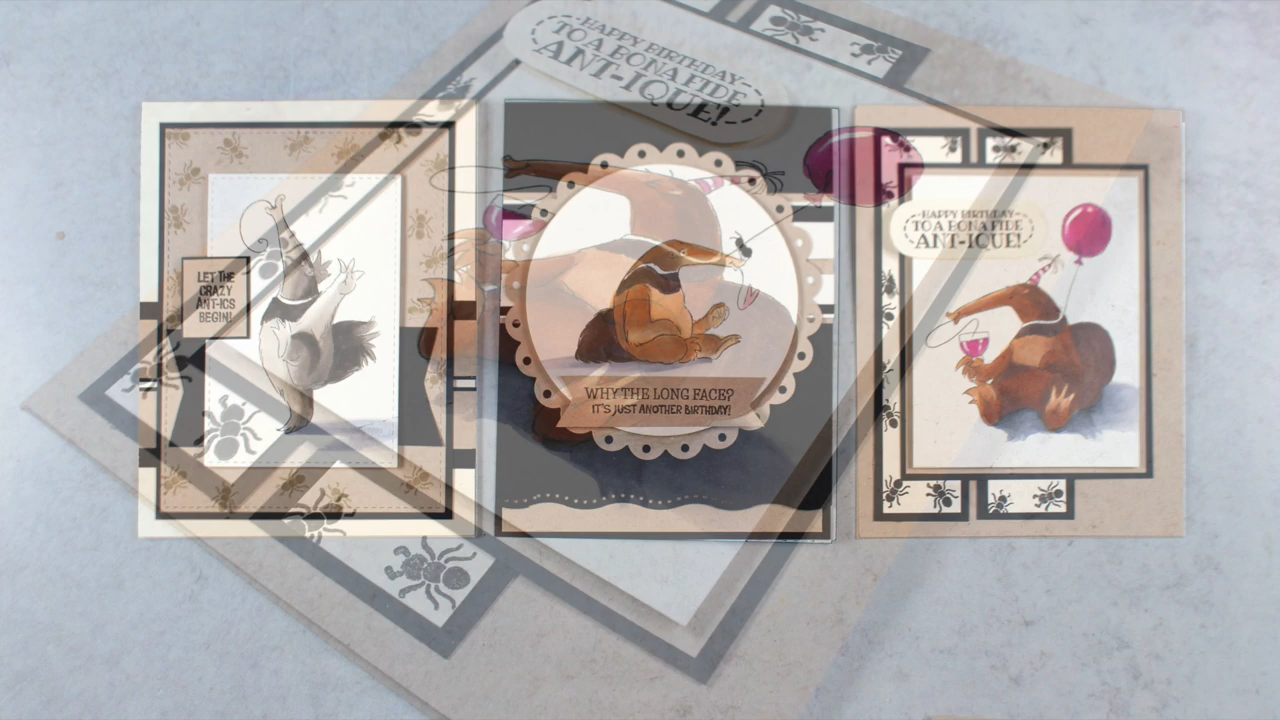 HAPPY BIRTHDAY
TO A BONA FIDE
ANT-IQUE!
LET THE
CRAZY
ANT-ICS
BEGIN!
WHY THE LONG FACE?
IT'S JUST ANOTHER BIRTHDAY!
HAPPY BIRTHDAY
TO A BONA FIDE
ANT-IQUE!